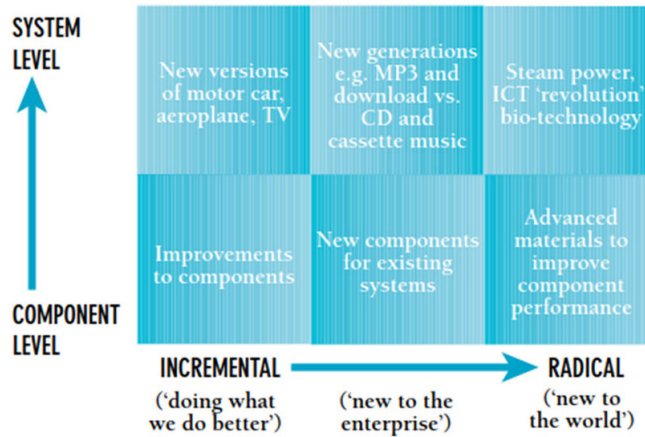 SYSTEM
LEVEL
New versions
of motor car,
aeroplane, TV
New generations
e.g. MP3 and
download vs.
CD and
cassette music
Steam power,
ICT ‘revolution’
bio-technology
Improvements
to components
New components
for existing
systems
Advanced
materials to
improve
component
performance
COMPONENT
LEVEL
INCREMENTAL
RADICAL
(‘doing what
we do better’)
(‘new to the
enterprise’)
(‘new to
the world’)